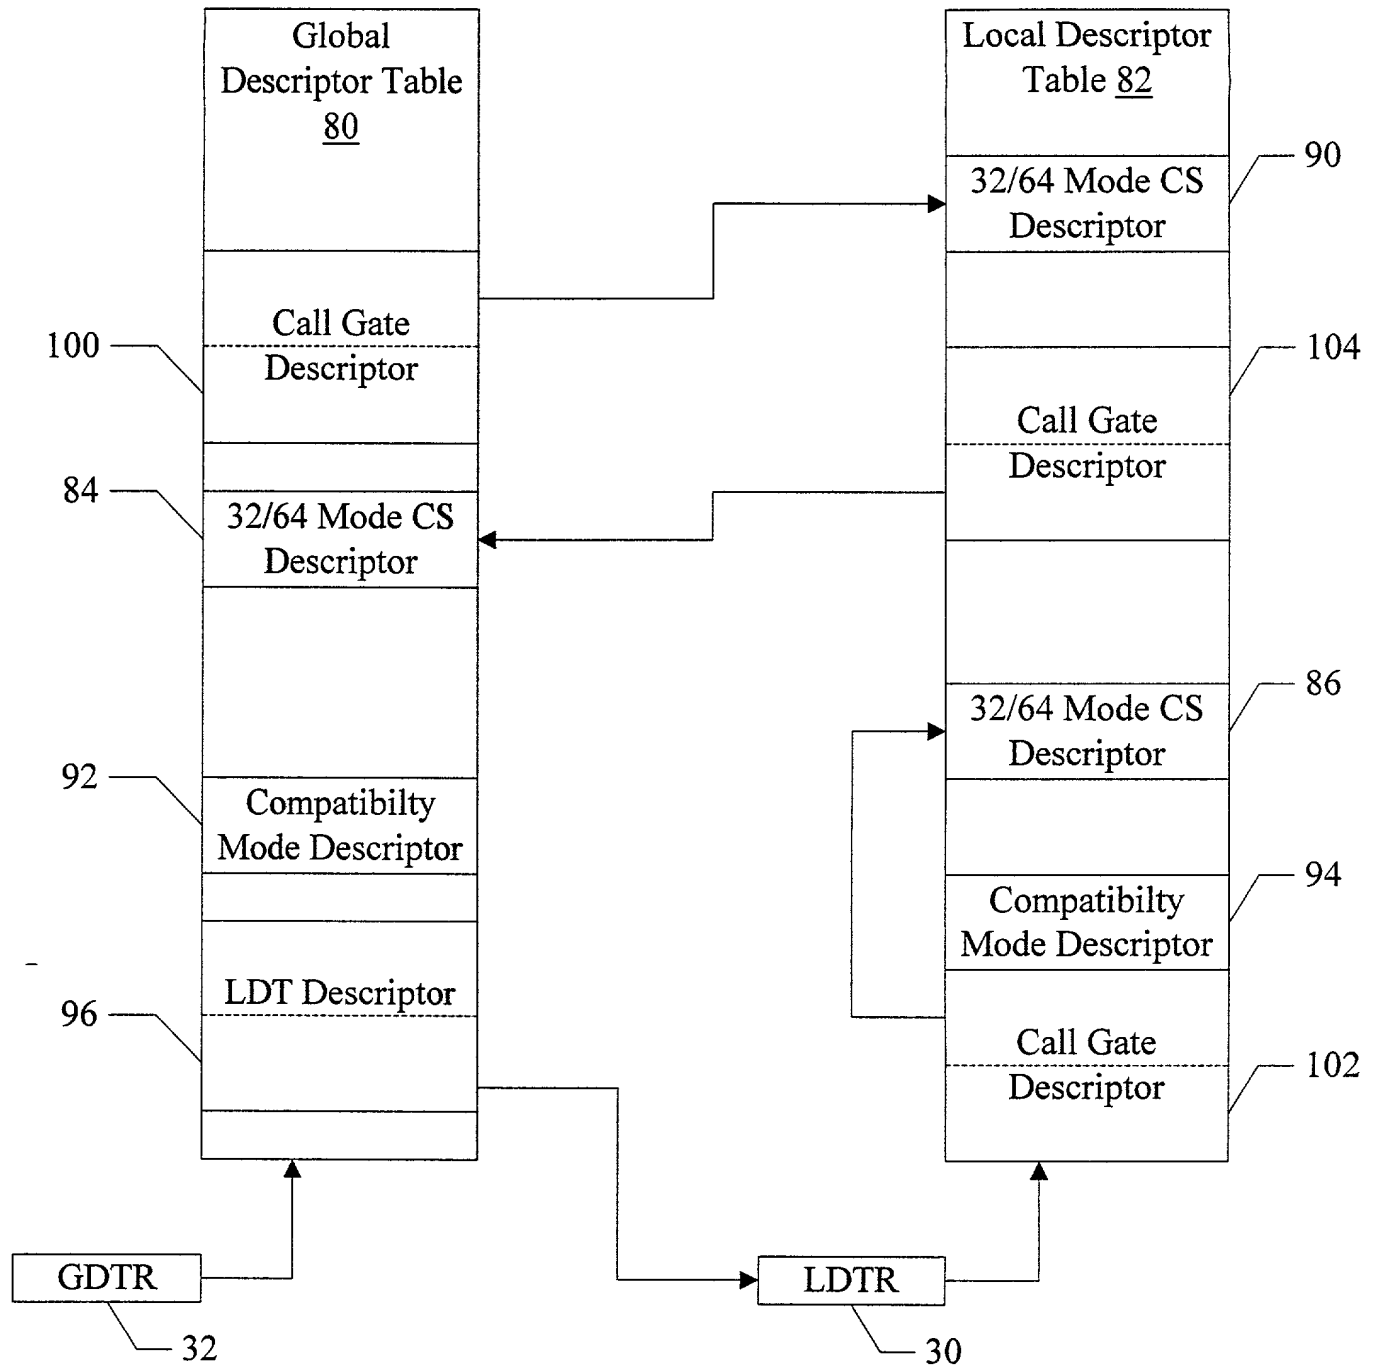 Global
Descriptor Table
80
Local Descriptor
Table 82
90
32/64 Mode CS
Descriptor
100
Call Gate
Descriptor
104
Call Gate
Descriptor
84
32/64 Mode CS
Descriptor
86
32/64 Mode CS
Descriptor
92
Compatibilty
Mode Descriptor
94
Compatibilty
Mode Descriptor
96
LDT Descriptor
102
Call Gate
Descriptor
GDTR
32
LDTR
30